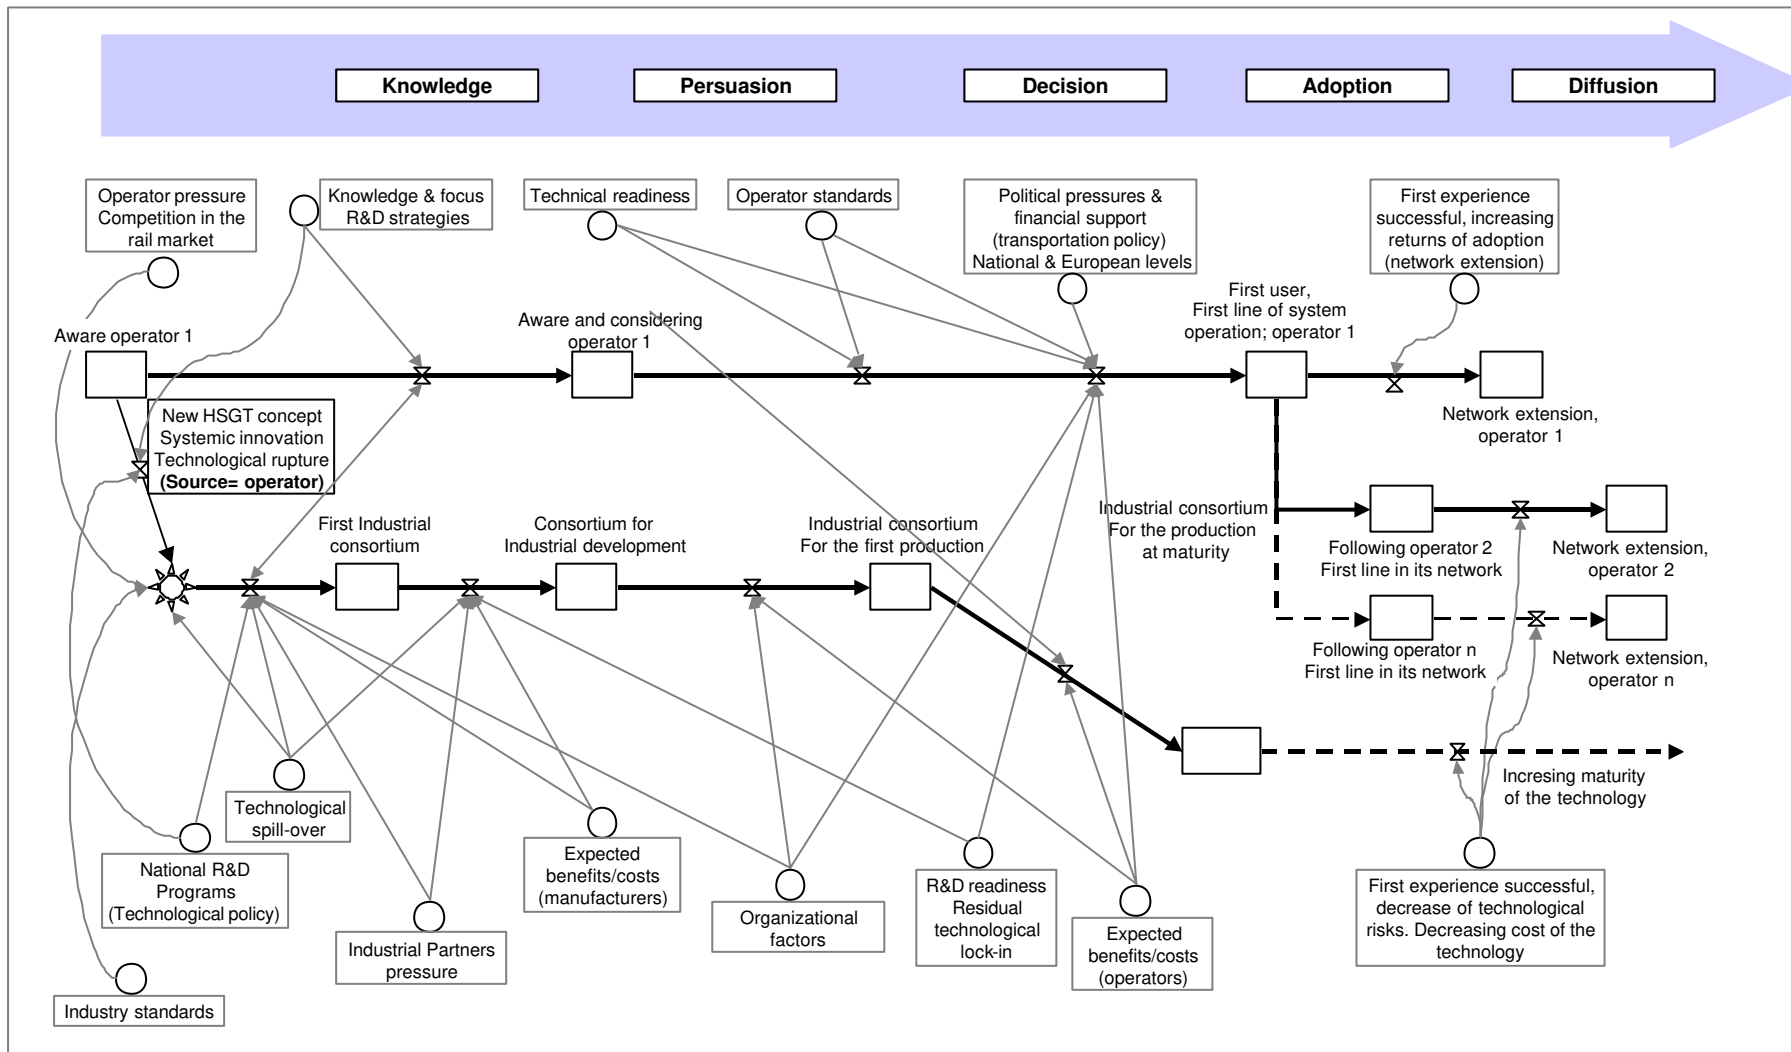 Knowledge
Persuasion
Decision
Adoption
Diffusion
Operator pressure
Competition in the
rail market
Knowledge & focus
R&D strategies
Technical readiness
Operator standards
Political pressures &
financial support
(transportation policy)
National & European levels
First experience
successful, increasing
returns of adoption
(network extension)
Aware operator 1
Aware and considering
operator 1
First user,
First line of system
operation; operator 1
Network extension,
operator 1
New HSGT concept
Systemic innovation
Technological rupture
(Source= operator)
First Industrial
consortium
Consortium for
Industrial development
Industrial consortium
For the first production
Industrial consortium
For the production
at maturity
Following operator 2
First line in its network
Network extension,
operator 2
Following operator n
First line in its network
Network extension,
operator n
Incresing maturity
of the technology
Technological
spill-over
National R&D
Programs
(Technological policy)
Industrial Partners
pressure
Expected
benefits/costs
(manufacturers)
Organizational
factors
R&D readiness
Residual
technological
lock-in
Expected
benefits/costs
(operators)
First experience successful,
decrease of technological
risks. Decreasing cost of the
technology
Industry standards